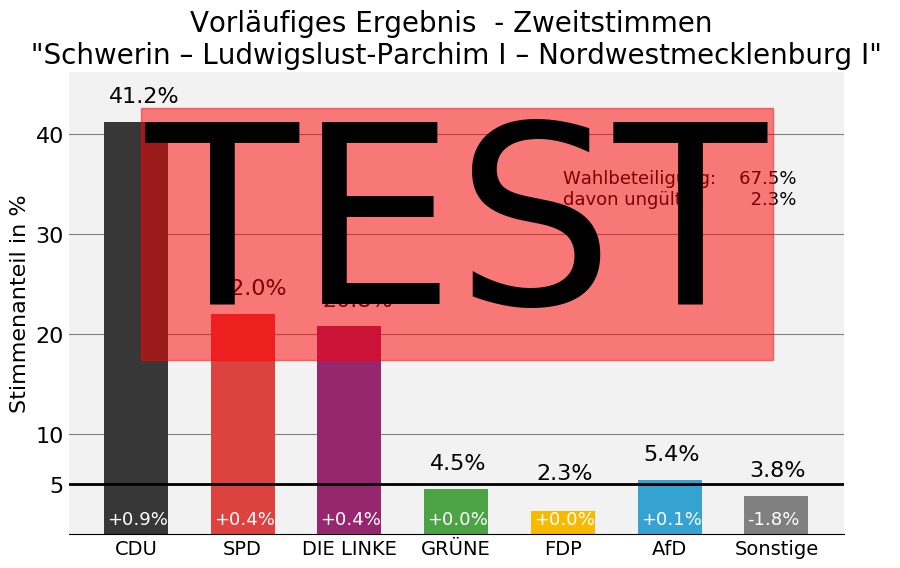 Vorläufiges Ergebnis - Zweitstimmen
"Schwerin – Ludwigslust-Parchim I – Nordwestmecklenburg I"
Stimmenanteil in %
40
30
20
10
5
41.2%
4.5%
2.3%
5.4%
3.8%
TEST
67.5%
davon
2.3%
+0.9%
+0.4%
+0.4%
+0.0%
+0.0%
+0.1%
-1.8%
CDU
SPD
DIE LINKE
GRÜNE
FDP
AfD
Sonstige